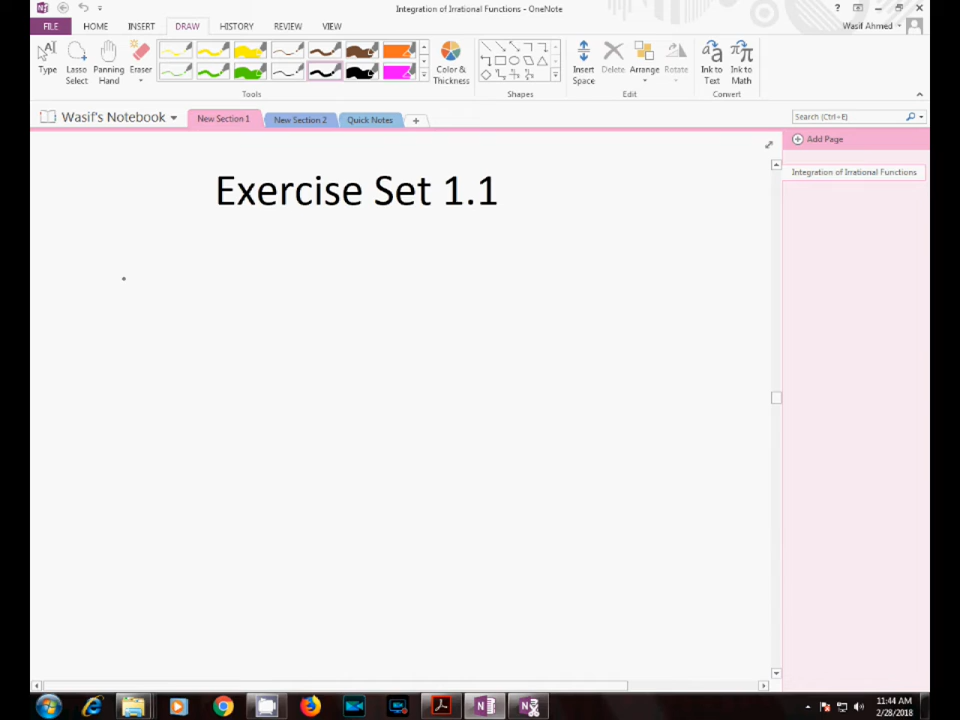 Integration of Irrational Functions - OneNote
?
FILE
HOME
INSERT
DRAW
HISTORY
REVIEW
VIEW
Wasif Ahmed
Type
Lasso
Select
Panning
Hand
Eraser
Color &
Thickness
Insert
Space
Delete
Arrange
Rotate
Ink to
Text
Ink to
Math
Tools
Shapes
Edit
Convert
Wasif's Notebook
New Section 1
New Section 2
Quick Notes
+
Search (Ctrl+E)
Add Page
Integration of Irrational Functions
Exercise Set 1.1
11:44 AM
2/28/2018